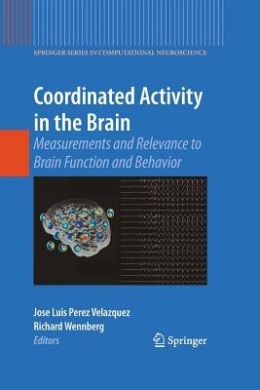 SPRINGER SERIES IN COMPUTATIONAL NEUROSCIENCE
Coordinated Activity
in the Brain
Measurements and Relevance to
Brain Function and Behavior
Jose Luis Perez Velazquez
Richard Wennberg
Editors
Springer